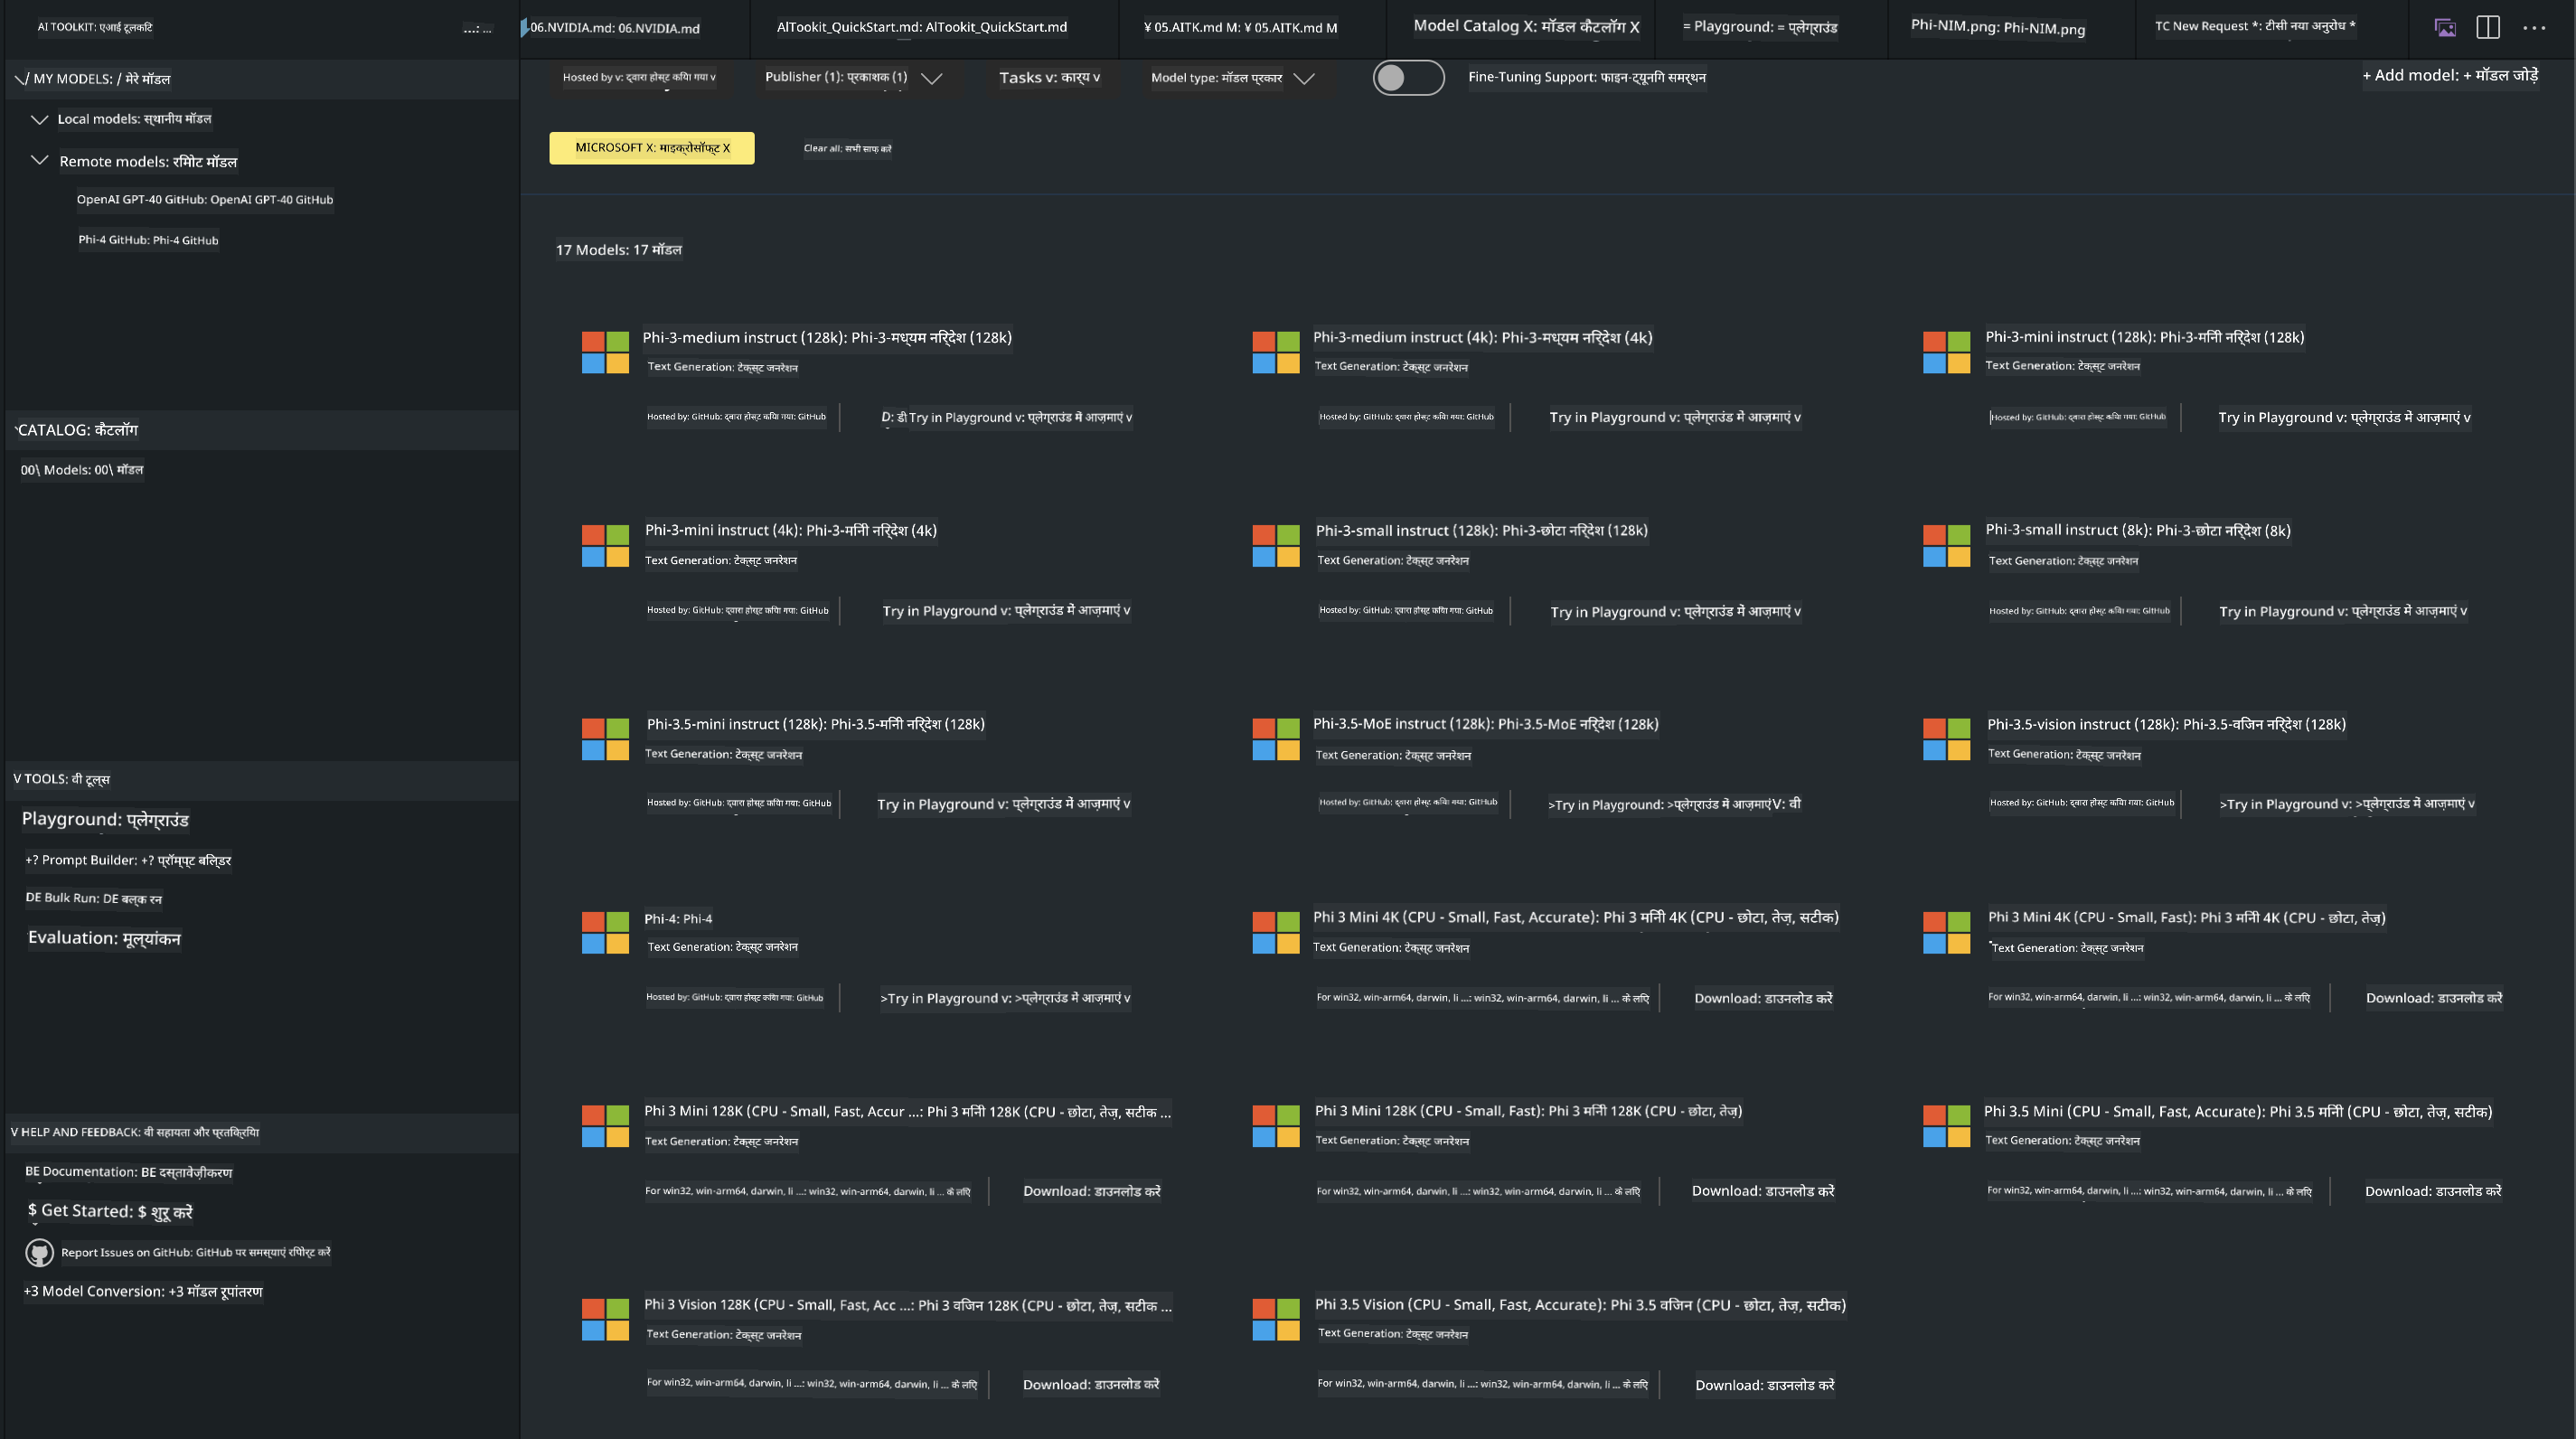 AI TOOLKIT: एआई टूलकिट
...: ...
06.NVIDIA.md: 06.NVIDIA.md
AlTookit_QuickStart.md: AlTookit_QuickStart.md
¥ 05.AITK.md M: ¥ 05.AITK.md M
Model Catalog X: मॉडल कैटलॉग X
= Playground: = प्लेग्राउंड
Phi-NIM.png: Phi-NIM.png
TC New Request *: टीसी नया अनुरोध *
/ MY MODELS: / मेरे मॉडल
Local models: स्थानीय मॉडल
Remote models: रिमोट मॉडल
OpenAI GPT-40 GitHub: OpenAI GPT-40 GitHub
Phi-4 GitHub: Phi-4 GitHub
CATALOG: कैटलॉग
00\ Models: 00\ मॉडल
V TOOLS: वी टूल्स
Playground: प्लेग्राउंड
+? Prompt Builder: +? प्रॉम्प्ट बिल्डर
DE Bulk Run: DE बल्क रन
Evaluation: मूल्यांकन
V HELP AND FEEDBACK: वी सहायता और प्रतिक्रिया
BE Documentation: BE दस्तावेज़ीकरण
$ Get Started: $ शुरू करें
Report Issues on GitHub: GitHub पर समस्याएं रिपोर्ट करें
+3 Model Conversion: +3 मॉडल रूपांतरण
Hosted by v: द्वारा होस्ट किया गया v
Publisher (1): प्रकाशक (1)
Tasks v: कार्य v
Model type: मॉडल प्रकार
Fine-Tuning Support: फाइन-ट्यूनिंग समर्थन
+ Add model: + मॉडल जोड़ें
MICROSOFT X: माइक्रोसॉफ्ट X
Clear all: सभी साफ़ करें
17 Models: 17 मॉडल
Phi-3-medium instruct (128k): Phi-3-मध्यम निर्देश (128k)
Text Generation: टेक्स्ट जनरेशन
Hosted by: GitHub: द्वारा होस्ट किया गया: GitHub
D: डी Try in Playground v: प्लेग्राउंड में आज़माएं v
Phi-3-medium instruct (4k): Phi-3-मध्यम निर्देश (4k)
Text Generation: टेक्स्ट जनरेशन
Hosted by: GitHub: द्वारा होस्ट किया गया: GitHub
Try in Playground v: प्लेग्राउंड में आज़माएं v
Phi-3-mini instruct (128k): Phi-3-मिनी निर्देश (128k)
Text Generation: टेक्स्ट जनरेशन
Hosted by: GitHub: द्वारा होस्ट किया गया: GitHub
Try in Playground v: प्लेग्राउंड में आज़माएं v
Phi-3-mini instruct (4k): Phi-3-मिनी निर्देश (4k)
Text Generation: टेक्स्ट जनरेशन
Hosted by: GitHub: द्वारा होस्ट किया गया: GitHub
Try in Playground v: प्लेग्राउंड में आज़माएं v
Phi-3-small instruct (128k): Phi-3-छोटा निर्देश (128k)
Text Generation: टेक्स्ट जनरेशन
Hosted by: GitHub: द्वारा होस्ट किया गया: GitHub
Try in Playground v: प्लेग्राउंड में आज़माएं v
Phi-3-small instruct (8k): Phi-3-छोटा निर्देश (8k)
Text Generation: टेक्स्ट जनरेशन
Hosted by: GitHub: द्वारा होस्ट किया गया: GitHub
Try in Playground v: प्लेग्राउंड में आज़माएं v
Phi-3.5-mini instruct (128k): Phi-3.5-मिनी निर्देश (128k)
Text Generation: टेक्स्ट जनरेशन
Hosted by: GitHub: द्वारा होस्ट किया गया: GitHub
Try in Playground v: प्लेग्राउंड में आज़माएं v
Phi-3.5-MoE instruct (128k): Phi-3.5-MoE निर्देश (128k)
Text Generation: टेक्स्ट जनरेशन
Hosted by: GitHub: द्वारा होस्ट किया गया: GitHub
>Try in Playground: >प्लेग्राउंड में आज़माएं V: वी
Phi-3.5-vision instruct (128k): Phi-3.5-विजन निर्देश (128k)
Text Generation: टेक्स्ट जनरेशन
Hosted by: GitHub: द्वारा होस्ट किया गया: GitHub
>Try in Playground v: >प्लेग्राउंड में आज़माएं v
Phi-4: Phi-4
Text Generation: टेक्स्ट जनरेशन
Hosted by: GitHub: द्वारा होस्ट किया गया: GitHub
>Try in Playground v: >प्लेग्राउंड में आज़माएं v
Phi 3 Mini 4K (CPU - Small, Fast, Accurate): Phi 3 मिनी 4K (CPU - छोटा, तेज़, सटीक)
Text Generation: टेक्स्ट जनरेशन
For win32, win-arm64, darwin, li ...: win32, win-arm64, darwin, li ... के लिए
Download: डाउनलोड करें
Phi 3 Mini 4K (CPU - Small, Fast): Phi 3 मिनी 4K (CPU - छोटा, तेज़)
Text Generation: टेक्स्ट जनरेशन
For win32, win-arm64, darwin, li ...: win32, win-arm64, darwin, li ... के लिए
Download: डाउनलोड करें
Phi 3 Mini 128K (CPU - Small, Fast, Accur ...: Phi 3 मिनी 128K (CPU - छोटा, तेज़, सटीक ...
Text Generation: टेक्स्ट जनरेशन
For win32, win-arm64, darwin, li ...: win32, win-arm64, darwin, li ... के लिए
Download: डाउनलोड करें
Phi 3 Mini 128K (CPU - Small, Fast): Phi 3 मिनी 128K (CPU - छोटा, तेज़)
Text Generation: टेक्स्ट जनरेशन
For win32, win-arm64, darwin, li ...: win32, win-arm64, darwin, li ... के लिए
Download: डाउनलोड करें
Phi 3.5 Mini (CPU - Small, Fast, Accurate): Phi 3.5 मिनी (CPU - छोटा, तेज़, सटीक)
Text Generation: टेक्स्ट जनरेशन
For win32, win-arm64, darwin, li ...: win32, win-arm64, darwin, li ... के लिए
Download: डाउनलोड करें
Phi 3 Vision 128K (CPU - Small, Fast, Acc ...: Phi 3 विजन 128K (CPU - छोटा, तेज़, सटीक ...
Text Generation: टेक्स्ट जनरेशन
For win32, win-arm64, darwin, li ...: win32, win-arm64, darwin, li ... के लिए
Download: डाउनलोड करें
Phi 3.5 Vision (CPU - Small, Fast, Accurate): Phi 3.5 विजन (CPU - छोटा, तेज़, सटीक)
Text Generation: टेक्स्ट जनरेशन
For win32, win-arm64, darwin, li ...: win32, win-arm64, darwin, li ... के लिए
Download: डाउनलोड करें